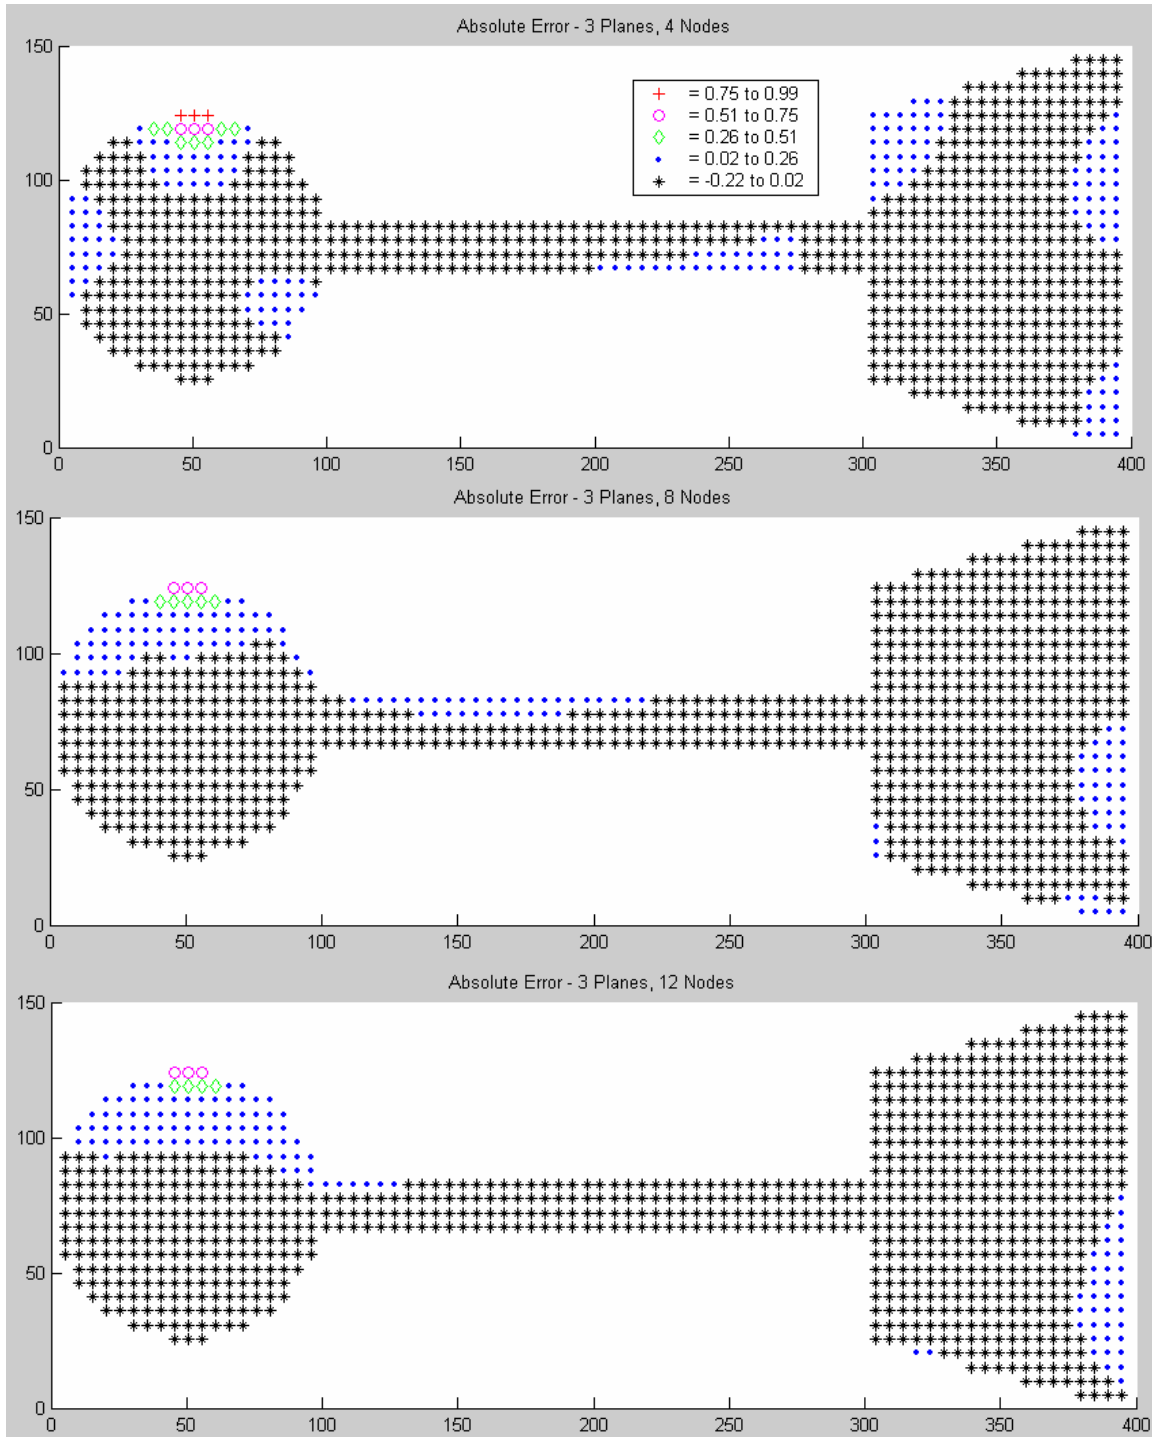 Absolute Error - 3 Planes, 4 Nodes
150
100
50
0
= 0.75 to 0.99
= 0.51 to 0.75
= 0.26 to 0.51
= 0.02 to 0.26
= -0.22 to 0.02
0 50 100 150 200 250 300 350 400
Absolute Error - 3 Planes, 8 Nodes
150
100
50
0
0 50 100 150 200 250 300 350 400
Absolute Error - 3 Planes, 12 Nodes
150
100
50
0
0 50 100 150 200 250 300 350 400